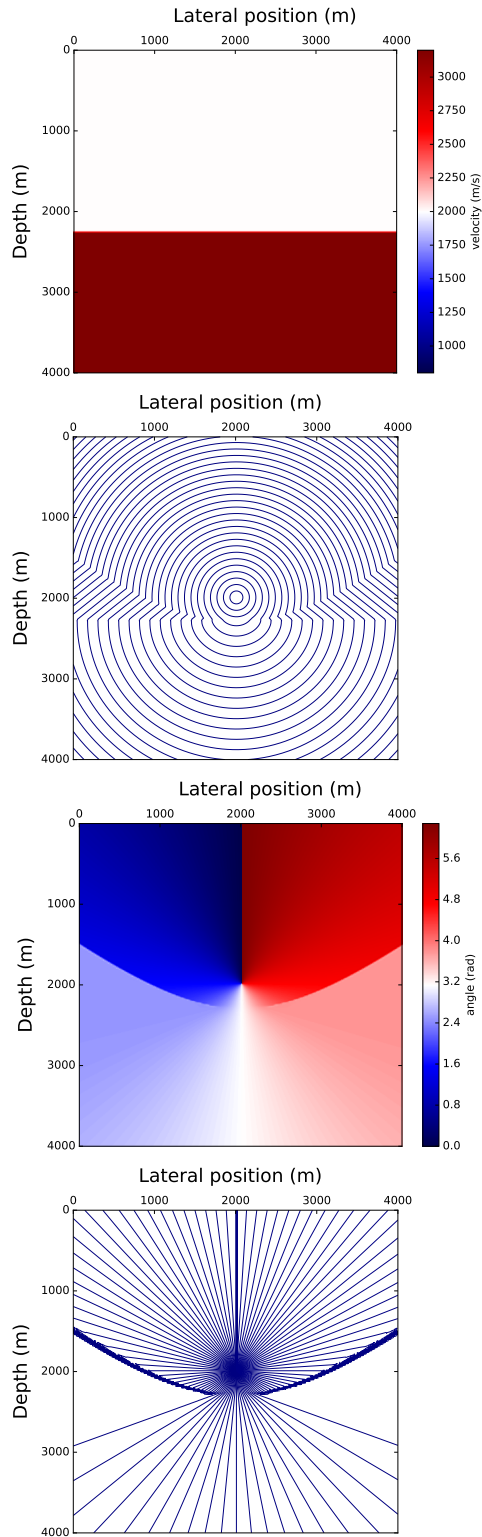 Lateral position (m)
0 1000 2000 3000 4000
Depth (m)
1000
2000
3000
4000
3000
2750
2500
2250
2000
1750
1500
1250
1000
velocity (m/s)
Lateral position (m)
0 1000 2000 3000 4000
Depth (m)
0
1000
2000
3000
4000
Lateral position (m)
0 1000 2000 3000 4000
Depth (m)
0
1000
2000
3000
4000
5.6
4.8
4.0
3.2
2.4
1.6
0.8
0.0
angle (rad)
Lateral position (m)
0 1000 2000 3000 4000
Depth (m)
0
1000
2000
3000
4000